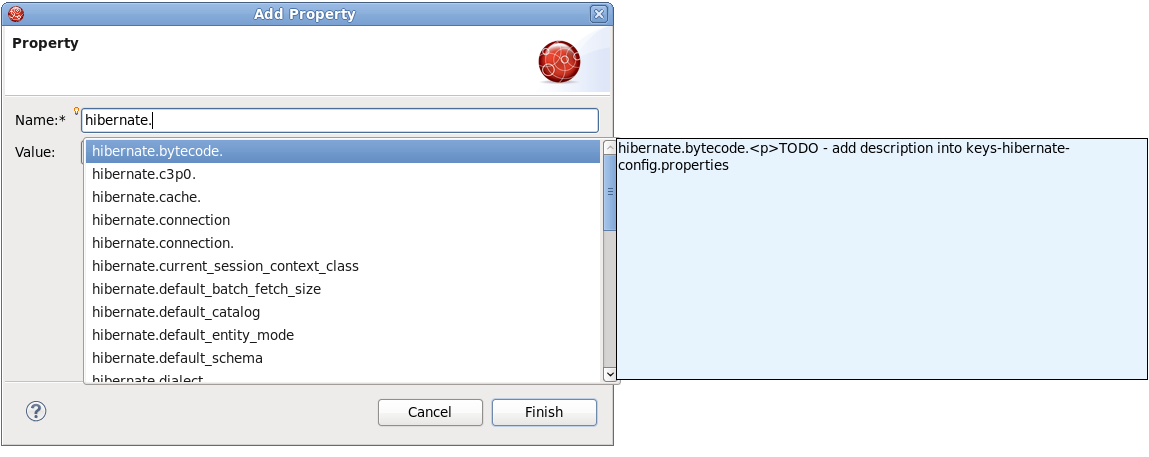 Add Property
Property
Name:* hibernate.
Value:
hibernate.bytecode.
hibernate.c3p0.
hibernate.cache.
hibernate.connection
hibernate.connection.
hibernate.current_session_context_class
hibernate.default_batch_fetch_size
hibernate.default_catalog
hibernate.default_entity_mode
hibernate.default_schema
hibernate.dialect
hibernate.bytecode.<p>TODO - add description into keys-hibernate-
config.properties
? Cancel Finish